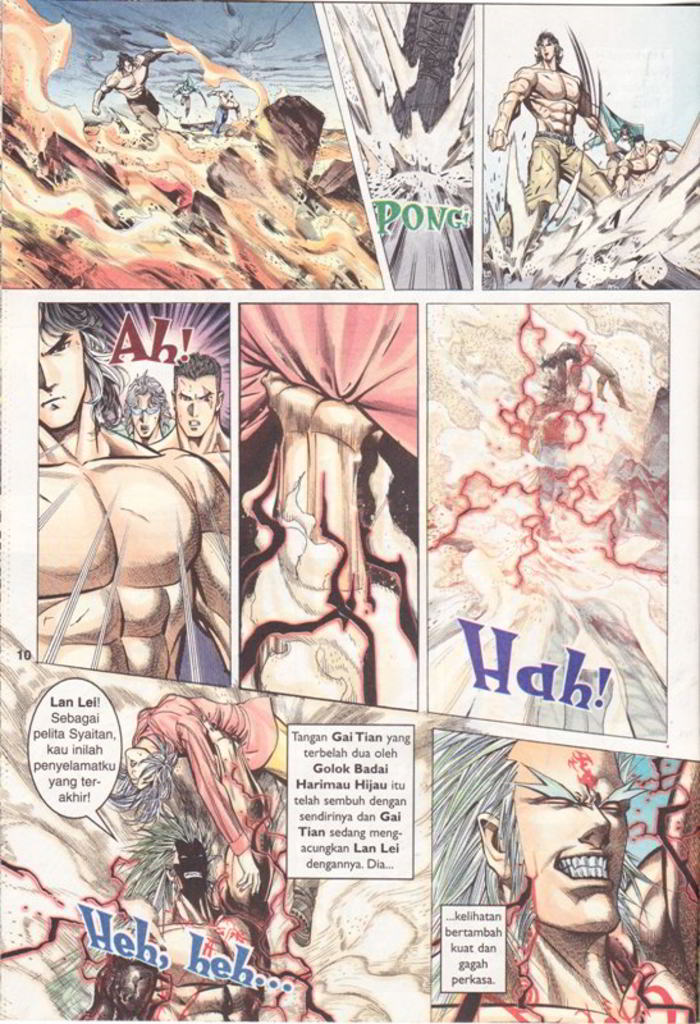 PONG!
Ah!
Hah!
10
Lan Lei!
Sebagai
pelita Syaitan,
kau inilah
penyelamatku
yang ter-
akhir!
Tangan Gai Tian yang
terbelah dua oleh
Golok Badai
Harimau Hijau itu
telah sembuh dengan
sendirinya dan Gai
Tian sedang meng-
acungkan Lan Lei
dengannya. Dia...
Heh, heh...
...kelihatan
bertambah
kuat dan
gagah
perkasa.